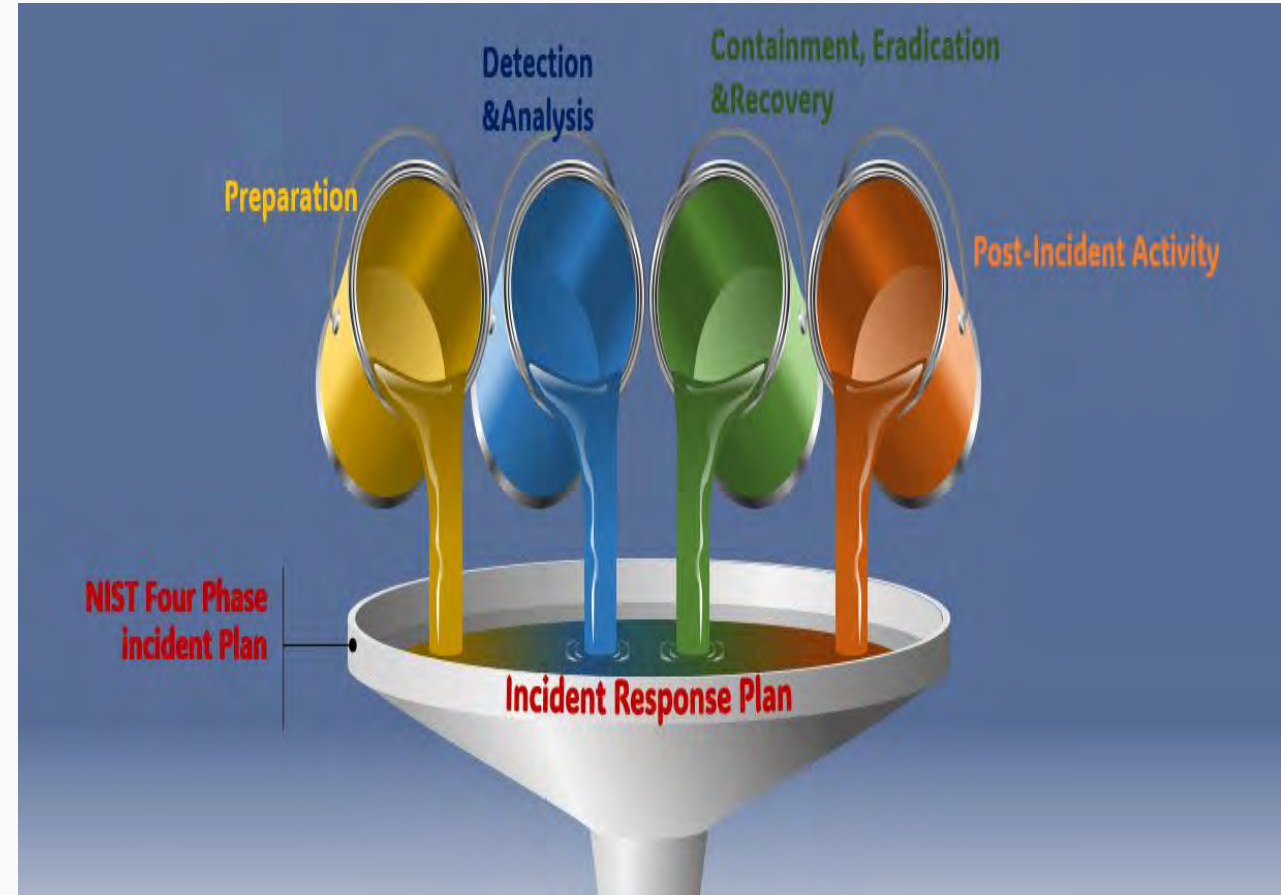 Detection
&Analysis
Containment, Eradication
&Recovery
Preparation
Post-Incident Activity
NIST Four Phase
incident Plan
Incident Response Plan